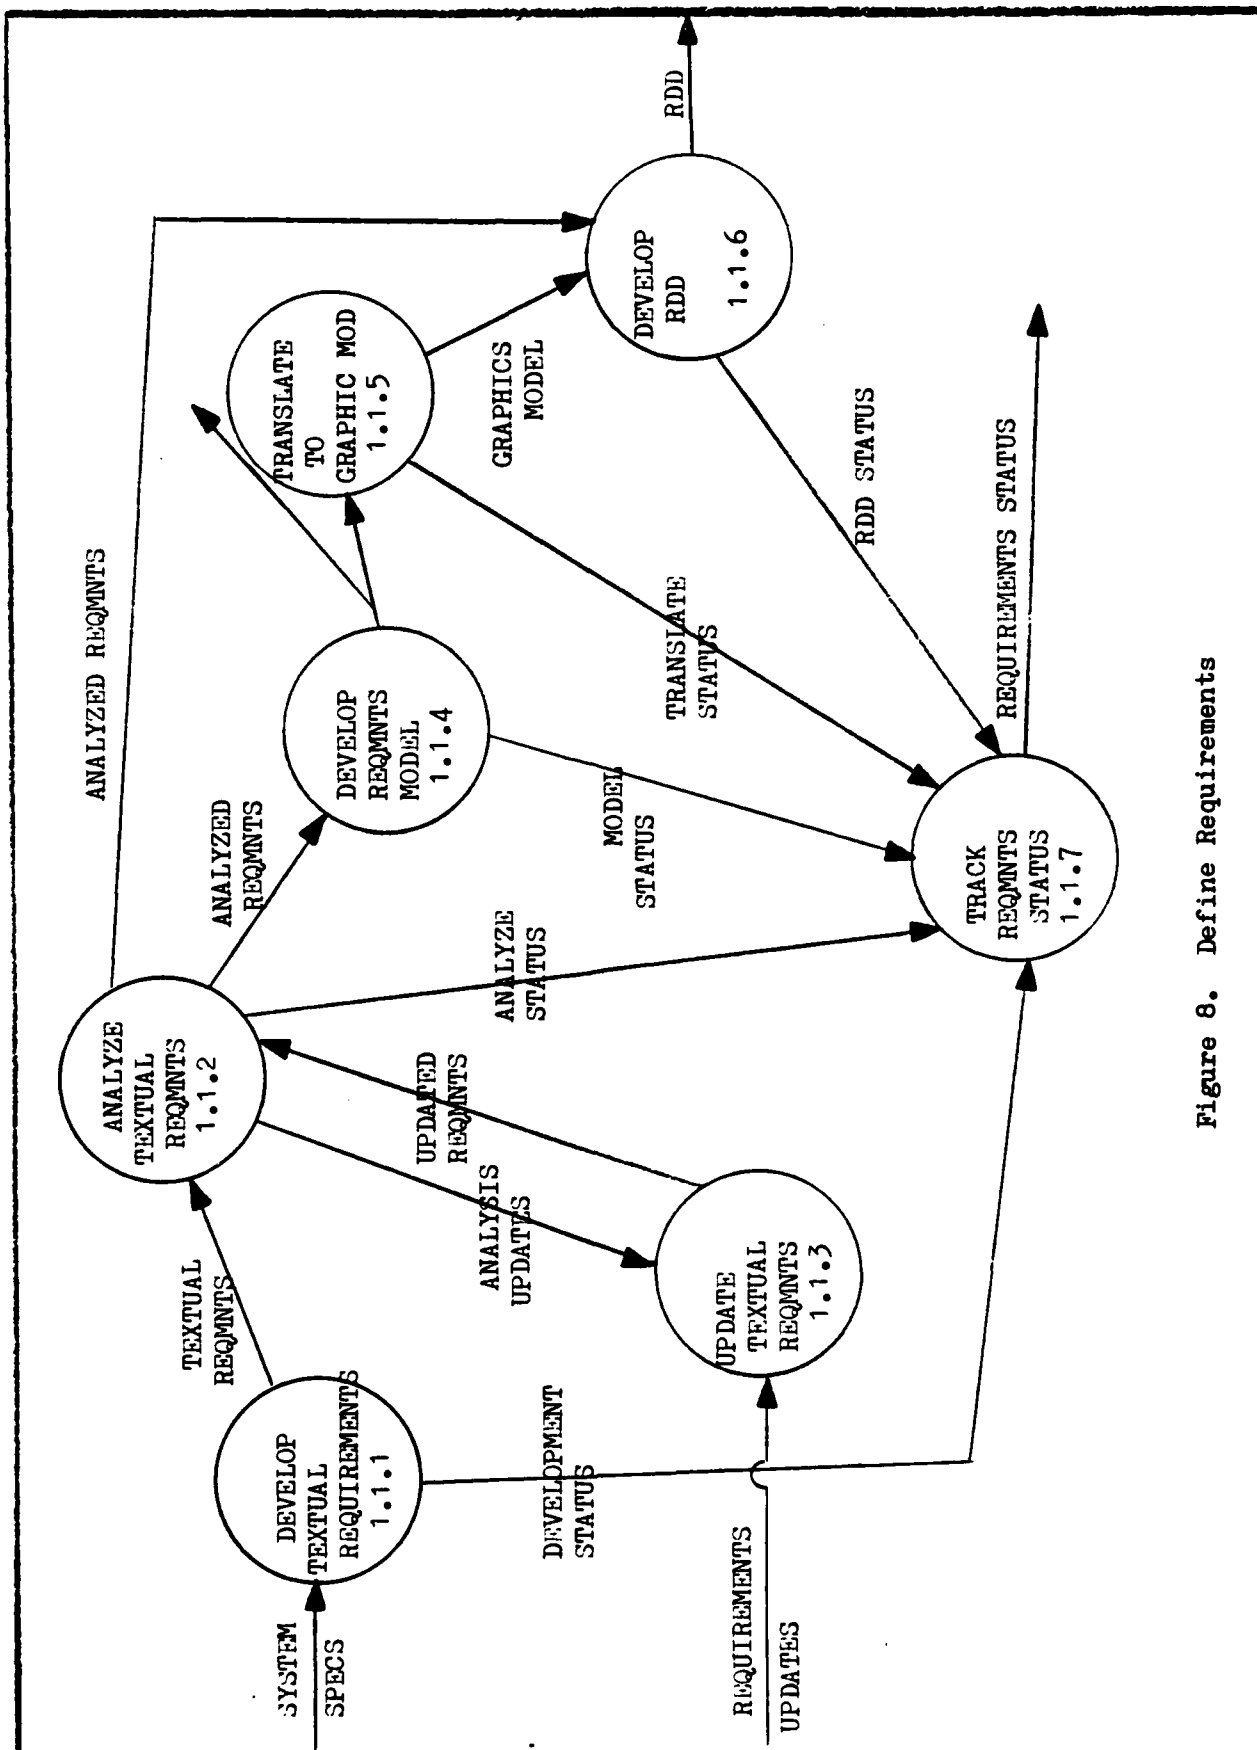 SYSTEM
SPECS
DEVELOP
TEXTUAL
REQUIREMENTS
1.1.1
TEXTUAL
REQMNTS
ANALYZE
TEXTUAL
REQMNTS
1.1.2
ANALYZED REQMNTS
ANALYZED
REQMNTS
DEVELOP
REQMNTS
MODEL
1.1.4
TRANSLATE
TO
GRAPHIC MOD
1.1.5
GRAPHICS
MODEL
DEVELOP
RDD
1.1.6
RDD
REQUIREMENTS
UPDATES
DEVELOPMENT
STATUS
UPDATE
TEXTUAL
REQMNTS
1.1.3
ANALYSIS
UPDATES
UPDATED
REQMNTS
ANALYZE
STATUS
MODEL
STATUS
TRANSLATE
STATUS
RDD STATUS
TRACK
REQMNTS
STATUS
1.1.7
REQUIREMENTS STATUS
Figure 8. Define Requirements